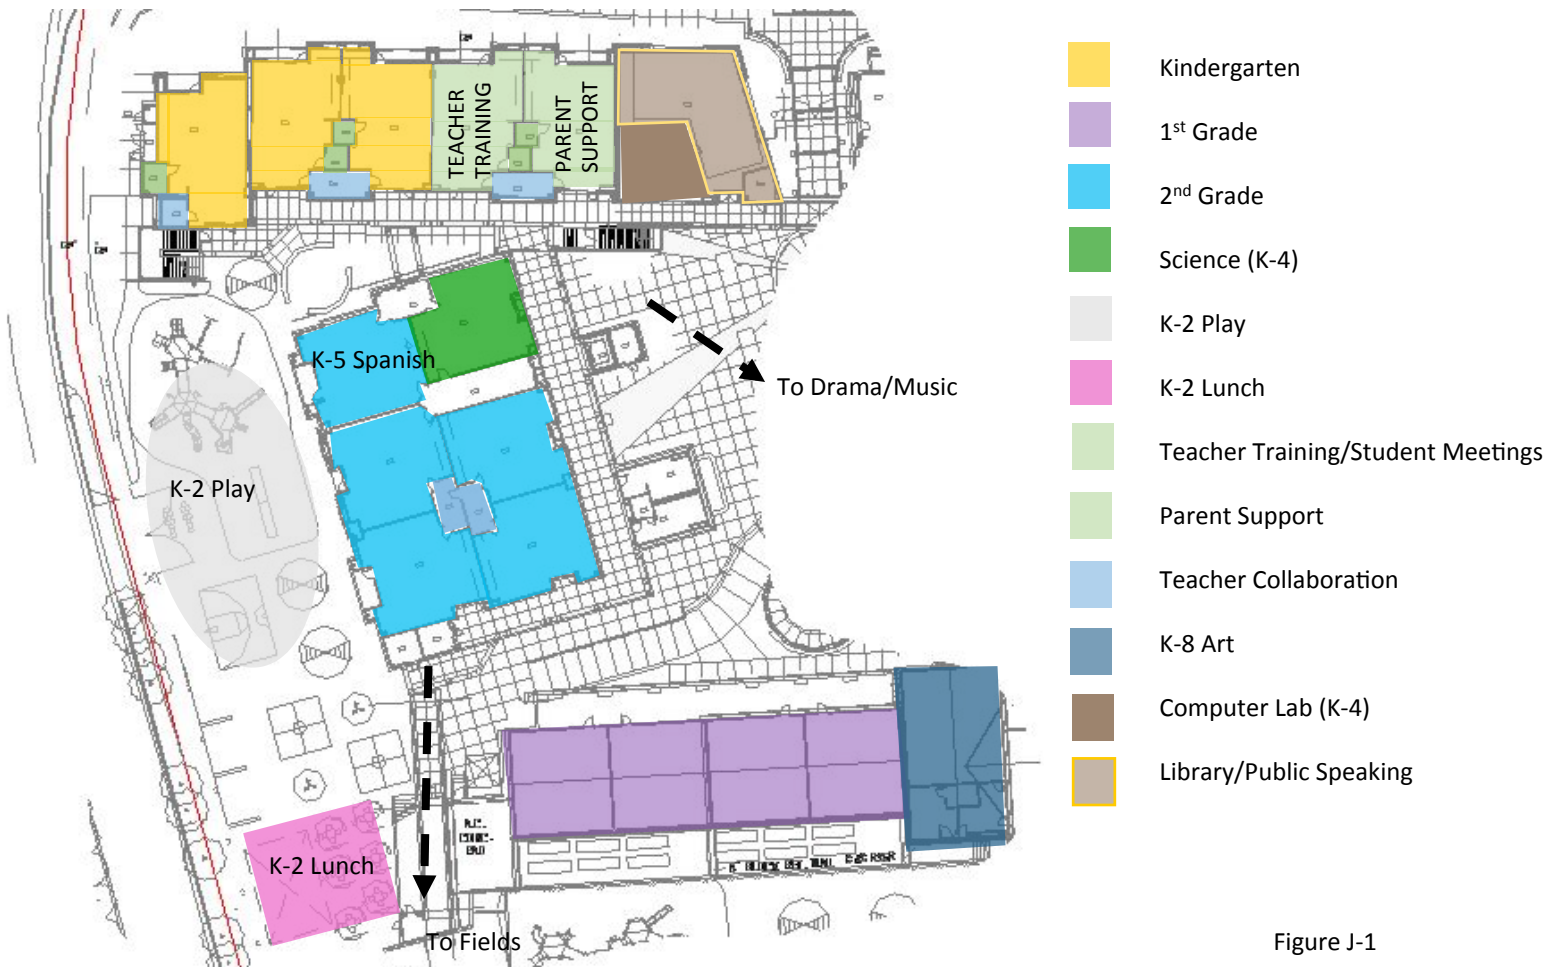 TEACHER
TRAINING
PARENT
SUPPORT
K-5 Spanish
To Drama/Music
K-2 Play
K-2 Lunch
To Fields
Kindergarten
1st Grade
2nd Grade
Science (K-4)
K-2 Play
K-2 Lunch
Teacher Training/Student Meetings
Parent Support
Teacher Collaboration
K-8 Art
Computer Lab (K-4)
Library/Public Speaking
Figure J-1